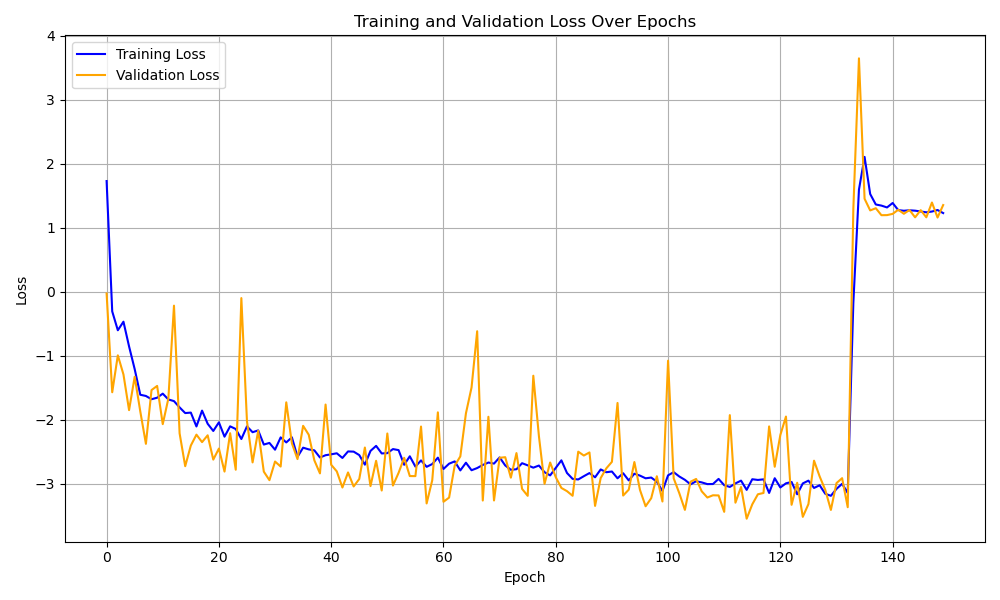 Training and Validation Loss Over Epochs
Training Loss
Validation Loss
4
3
2
1
0
−1
−2
−3
Loss
0 20 40 60 80 100 120 140
Epoch